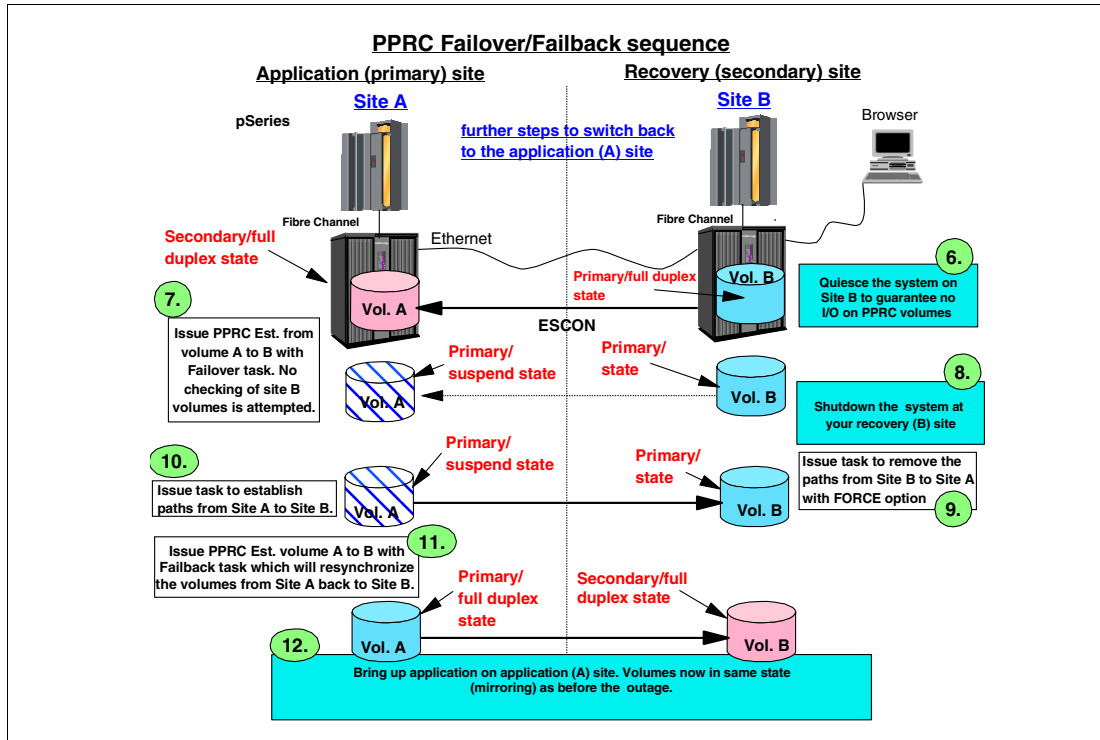 PPRC Failover/Failback sequence
Application (primary) site
Recovery (secondary) site
Site A
Site B
pSeries
further steps to switch back
to the application (A) site
Browser
Fibre Channel
Fibre Channel
Ethernet
Secondary/full
duplex state
Primary/full duplex
state
Vol. B
Vol. A
ESCON
6.
Quiesce the system on
Site B to guarantee no
I/O on PPRC volumes
7.
Issue PPRC Est. from
volume A to B with
Failover task. No
checking of site B
volumes is attempted.
Primary/
suspend state
Vol. A
Primary/
state
Vol. B
8.
Shutdown the system at
your recovery (B) site
Issue task to remove the
paths from Site B to Site A
with FORCE option
9.
10.
Issue task to establish
paths from Site A to Site B.
Primary/
suspend state
Vol. A
Primary/
state
Vol. B
11.
Issue PPRC Est. volume A to B with
Failback task which will resynchronize
the volumes from Site A back to Site B.
Primary/
full duplex
state
Vol. A
Secondary/full
duplex state
Vol. B
12.
Bring up application on application (A) site. Volumes now in same state
(mirroring) as before the outage.